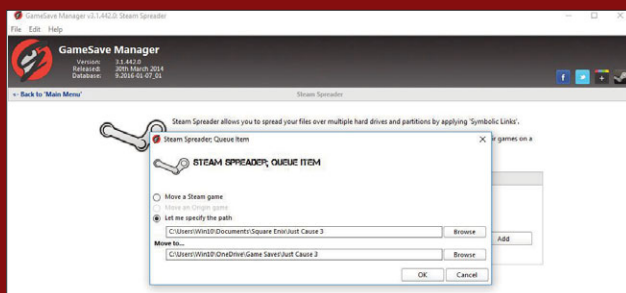 GameSave Manager v3.1.442.0: Steam Spreader
File Edit Help
GameSave Manager
Version: 3.1.442.0
Released: 30th March 2014
Database: 9.2016-01-07_01
<- Back to 'Main Menu'
Steam Spreader
Steam Spreader allows you to spread your files over multiple hard drives and partitions by applying 'Symbolic Links'.
games on a
Steam Spreader; Queue Item
STEAM SPREADER; QUEUE ITEM
Move a Steam game
Move an Origin game
Let me specify the path
C:\Users\Win10\Documents\Square Enix\Just Cause 3
Browse
Add
Move to...
C:\Users\Win10\OneDrive\Game Saves\Just Cause 3
Browse
OK Cancel